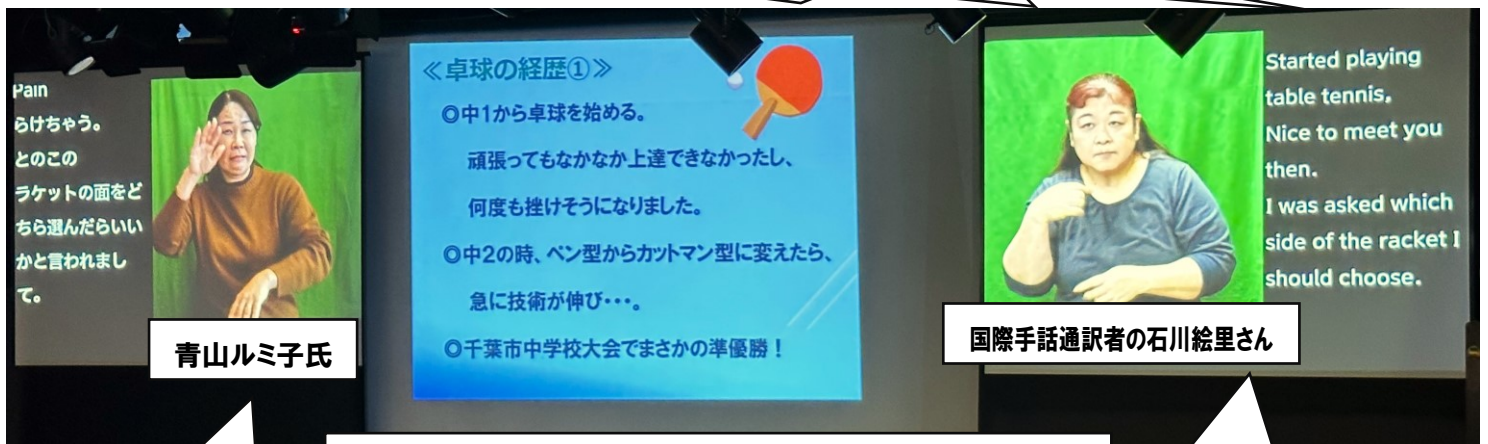 Pain
らけちゃう。
とのこの
ラケットの面をど
ちら選んだらいい
かと言われまし
て。
青山ルミ子氏
≪卓球の経歴①≫
◎中1から卓球を始める。
頑張ってもなかなか上達できなかったし、
何度も挫けそうになりました。
◎中2の時、ペン型からカットマン型に変えたら、
急に技術が伸び・・・。
◎千葉市中学校大会でまさかの準優勝!
Started playing
table tennis.
Nice to meet you
then.
I was asked which
side of the racket I
should choose.
国際手話通訳者の石川絵里さん